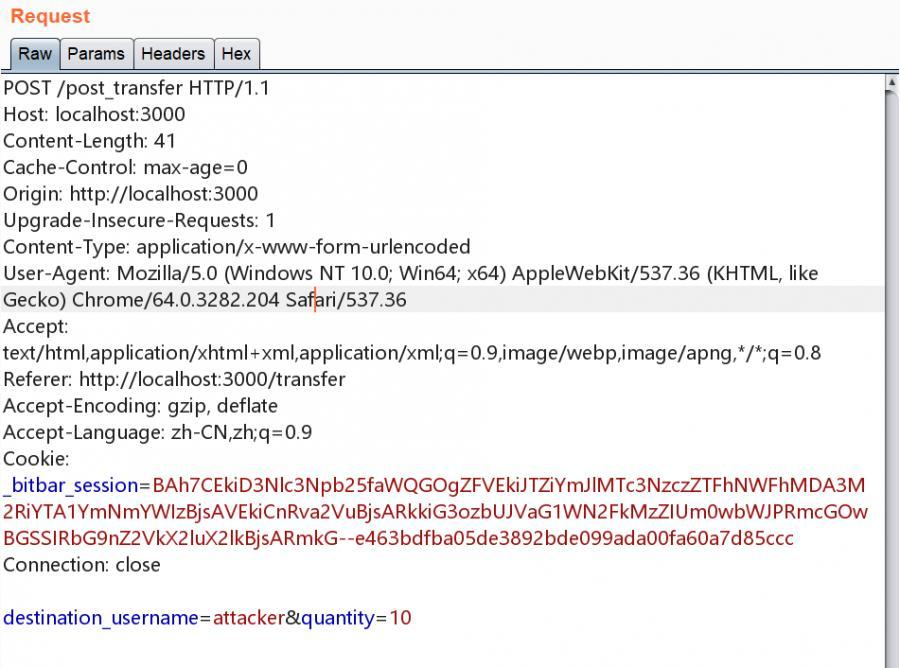 Request
Raw Params Headers Hex
POST /post_transfer HTTP/1.1
Host: localhost:3000
Content-Length: 41
Cache-Control: max-age=0
Origin: http://localhost:3000
Upgrade-Insecure-Requests: 1
Content-Type: application/x-www-form-urlencoded
User-Agent: Mozilla/5.0 (Windows NT 10.0; Win64; x64) AppleWebKit/537.36 (KHTML, like
Gecko) Chrome/64.0.3282.204 Safari/537.36
Accept:
text/html,application/xhtml+xml,application/xml;q=0.9,image/webp,image/apng,*/*;q=0.8
Referer: http://localhost:3000/transfer
Accept-Encoding: gzip, deflate
Accept-Language: zh-CN,zh;q=0.9
Cookie:
_bitbar_session=BAh7CEkiD3Nlc3Npb25faWQGOgZFVEkiJTZiYmJlMTc3NzczZTFhNWFhMDA3M
2RiYTA1YmNmYWIzBjsAVEkiCnRva2VuBjsARkkiG3ozbUJVaG1WN2FkMzZIUm0wbWJPRmcGOw
BGSSIRbG9nZ2VkX2luX2lkBjsARmkG--e463bdfba05de3892bde099ada00fa60a7d85ccc
Connection: close
destination_username=attacker&quantity=10